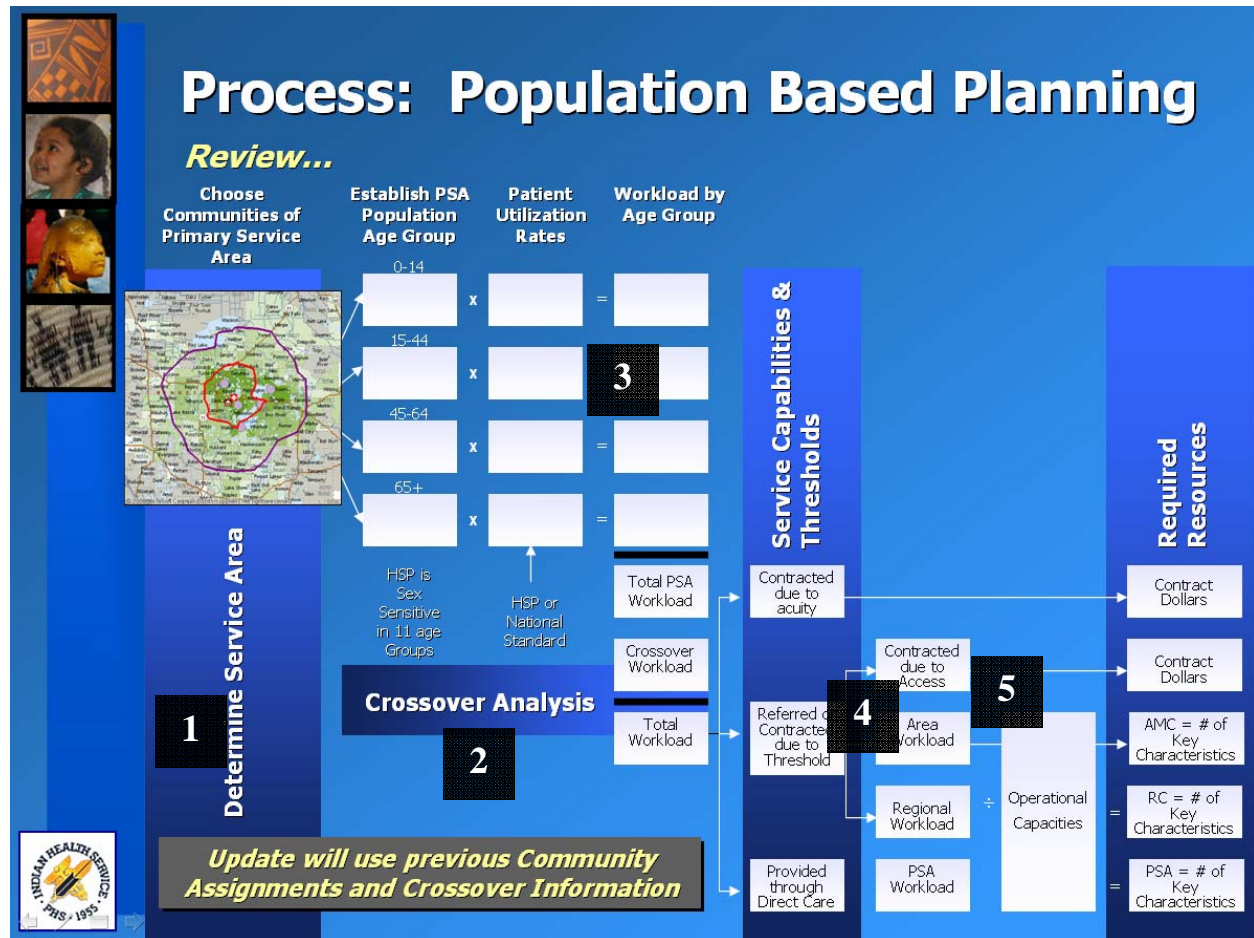 Process: Population Based Planning
Review...
Choose
Communities of
Primary Service
Area
Establish PSA
Population
Age Group
Patient
Utilization
Rates
Workload by
Age Group
0-14
x
=
15-44
x
3
45-64
x
=
65+
x
=
Determine Service Area
1
HSP is
Sex
Sensitive
in 11 age
Groups
HSP or
National
Standard
Crossover Analysis
2
Total PSA
Workload
Crossover
Workload
Total
Workload
Service Capabilities &
Thresholds
Contracted
due to
acuity
Referred
Contracted
due to
Threshold
4
Provided
through
Direct Care
Contracted
due to
Access
5
Area
Workload
Regional
Workload
PSA
Workload
÷
Operational
Capacities
=
=
Required
Resources
Contract
Dollars
Contract
Dollars
AMC = # of
Key
Characteristics
RC = # of
Key
Characteristics
PSA = # of
Key
Characteristics
Update will use previous Community
Assignments and Crossover Information
INDIAN HEALTH SERVICE
PHS - 1955